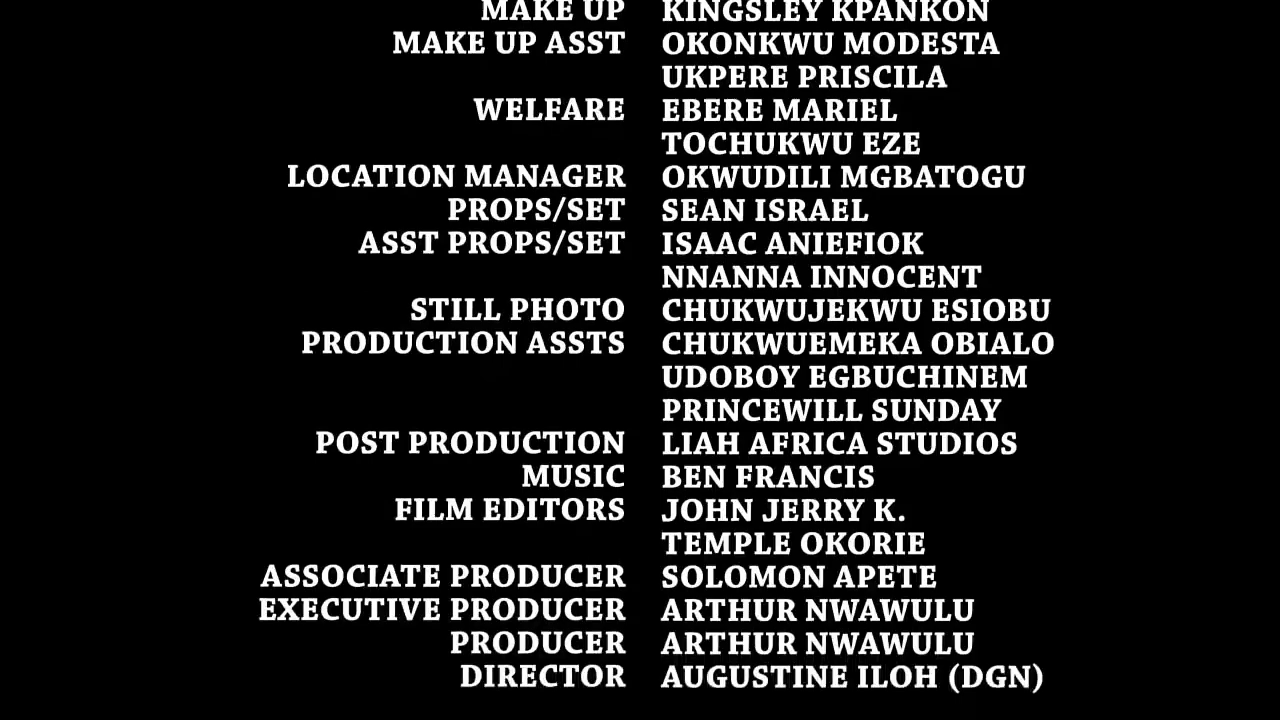 MAKE UP KINGSLEY KPANKON
MAKE UP ASST OKONKWU MODESTA
UKPERE PRISCILA
WELFARE EBERE MARIEL
TOCHUKWU EZE
LOCATION MANAGER OKWUDILI MGBATOGU
PROPS/SET SEAN ISRAEL
ASST PROPS/SET ISAAC ANIEFIOK
NNANNA INNOCENT
STILL PHOTO CHUKWUJEKWU ESIOBU
PRODUCTION ASSTS CHUKWUEMEKA OBIALO
UDOBOY EGBUCHINEM
PRINCEWILL SUNDAY
POST PRODUCTION LIAH AFRICA STUDIOS
MUSIC BEN FRANCIS
FILM EDITORS JOHN JERRY K.
TEMPLE OKORIE
ASSOCIATE PRODUCER SOLOMON APETE
EXECUTIVE PRODUCER ARTHUR NWAWULU
PRODUCER ARTHUR NWAWULU
DIRECTOR AUGUSTINE ILOH (DGN)